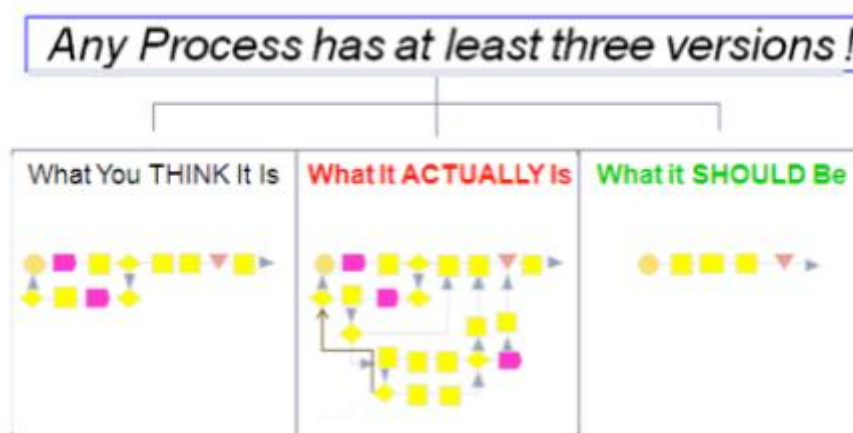 Any Process has at least three versions !
What You THINK It Is
What It ACTUALLY Is
What it SHOULD Be